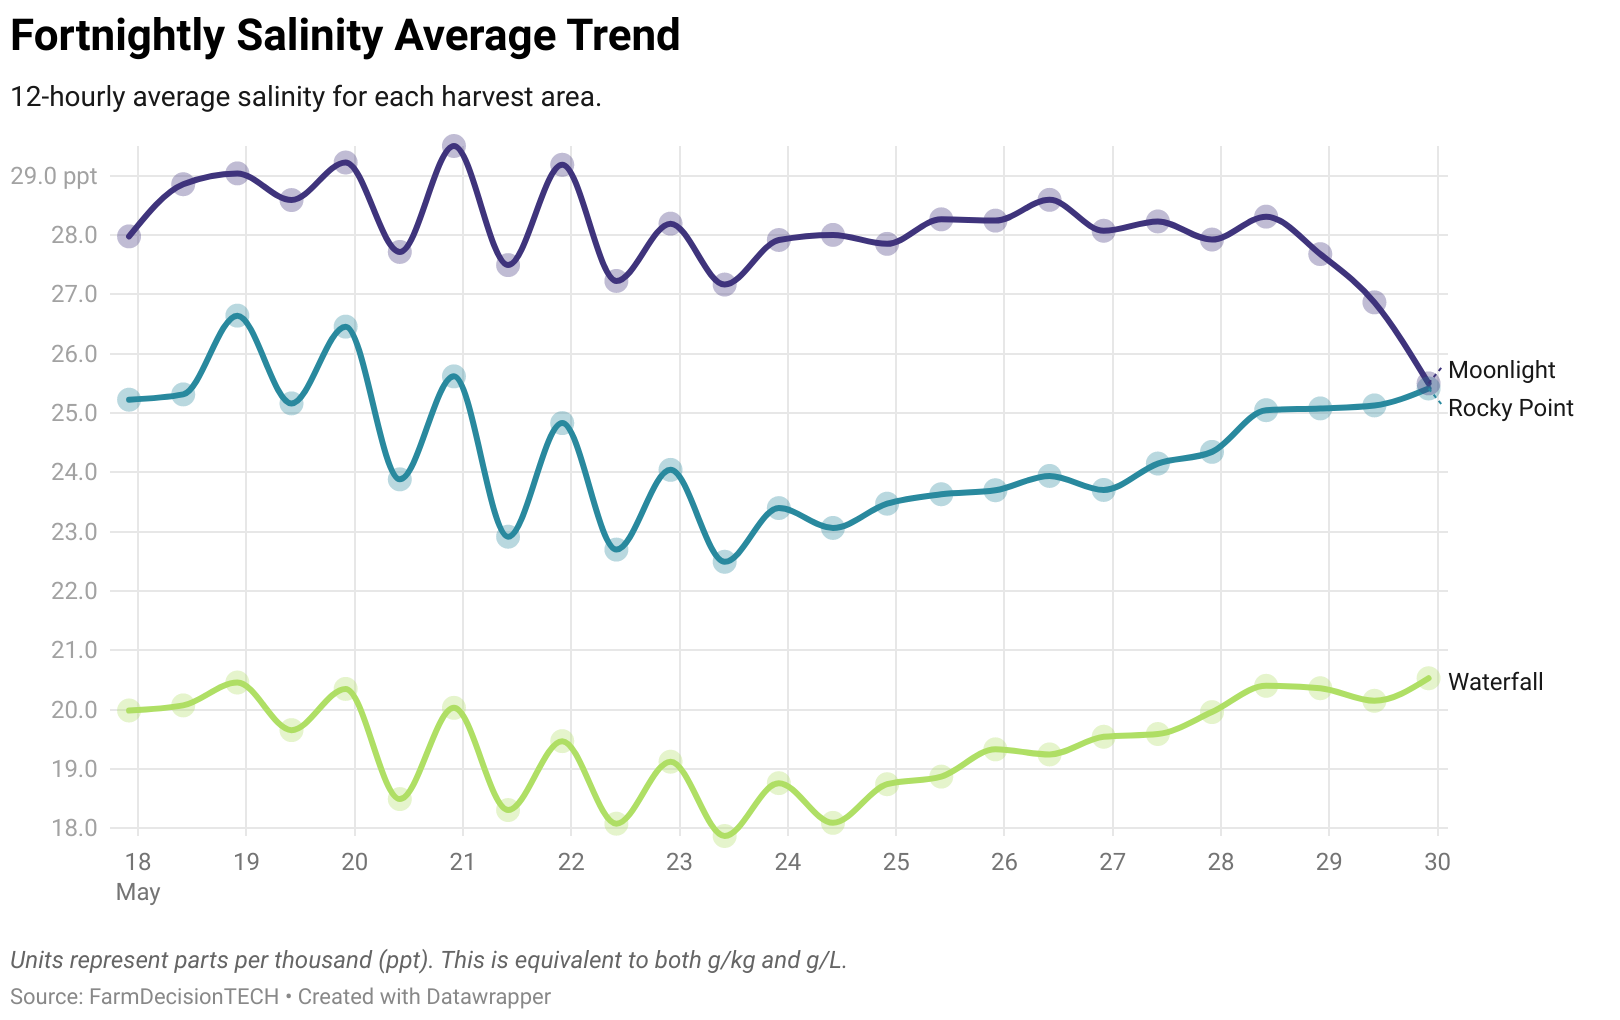 Fortnightly Salinity Average Trend
12-hourly average salinity for each harvest area.
29.0 ppt
28.0
27.0
26.0
Moonlight
25.0
Rocky Point
24.0
23.0
22.0
21.0
Waterfall
20.0
19.0
18.0
18 19 20 21 22 23 24 25 26 27 28 29 30
May
Units represent parts per thousand (ppt). This is equivalent to both g/kg and g/L.
Source: FarmDecisionTECH • Created with Datawrapper